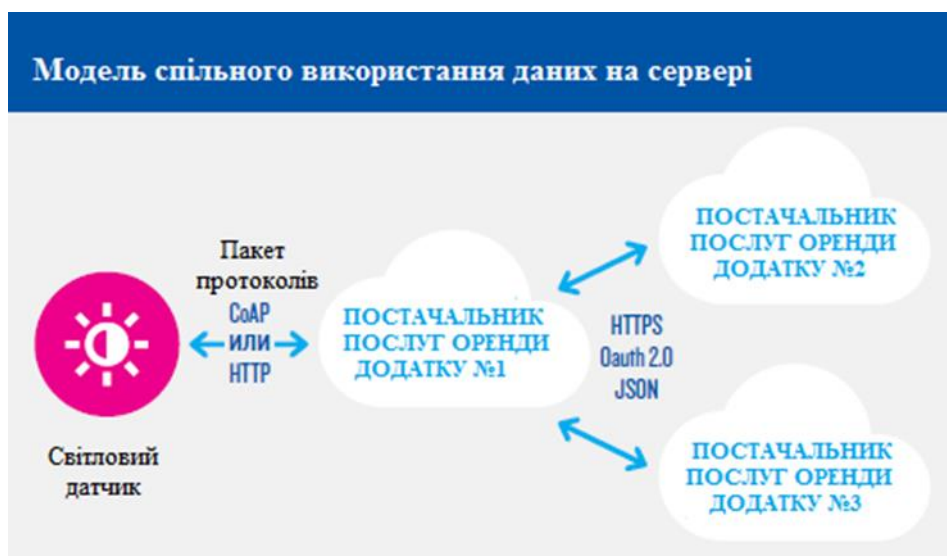 Модель спільного використання даних на сервері
Пакет
протоколів
CoAP
ИЛИ
HTTP
Світловий
датчик
ПОСТАЧАЛЬНИК
ПОСЛУГ ОРЕНДИ
ДОДАТКУ №1
HTTPS
Oauth 2.0
JSON
ПОСТАЧАЛЬНИК
ПОСЛУГ ОРЕНДИ
ДОДАТКУ №2
ПОСТАЧАЛЬНИК
ПОСЛУГ ОРЕНДИ
ДОДАТКУ №3